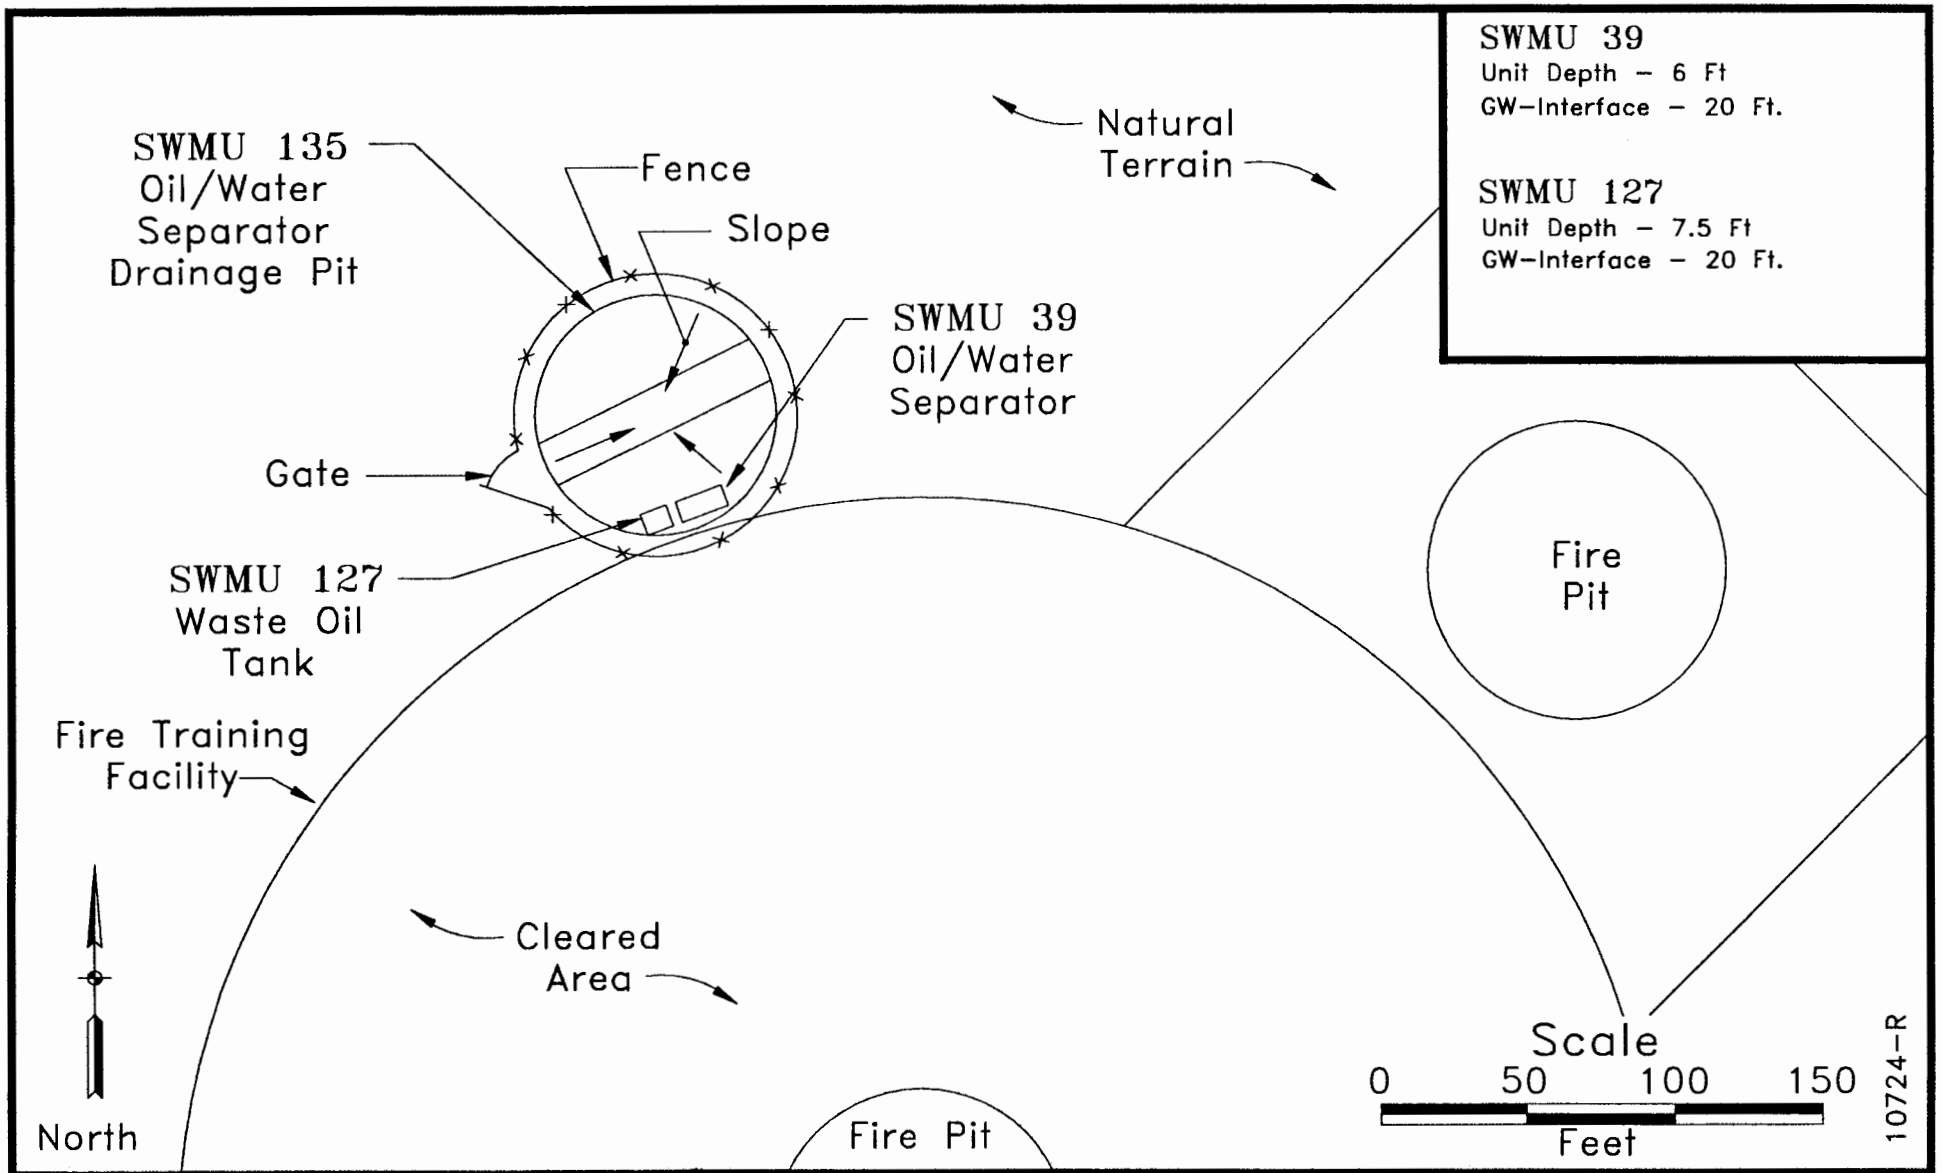 SWMU 39
Unit Depth – 6 Ft
GW–Interface – 20 Ft.
SWMU 127
Unit Depth – 7.5 Ft
GW–Interface – 20 Ft.
Natural
Terrain
SWMU 135
Oil/Water
Separator
Drainage Pit
Fence
Slope
SWMU 39
Oil/Water
Separator
Gate
SWMU 127
Waste Oil
Tank
Fire
Pit
Fire Training
Facility
Cleared
Area
North
Fire Pit
Scale
0 50 100 150
Feet
10724–R